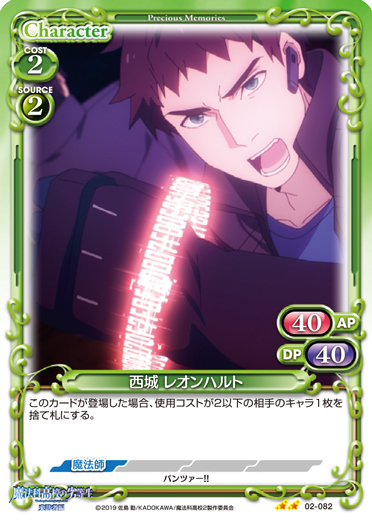 Precious Memories
Character
COST
2
SOURCE
2
40 AP
DP 40
西城 レオンハルト
このカードが登場した場合、使用コストが2以下の相手のキャラ1枚を
捨て札にする。
魔法師
パンツァー!!
魔法科高校の劣等生
来訪者編
©2019 佐島 勤/KADOKAWA/魔法科高校2製作委員会
02-082